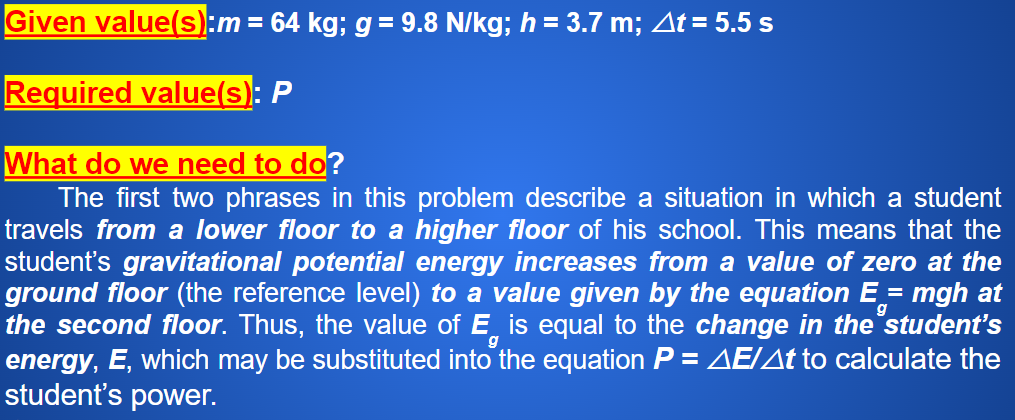 Given value(s):m = 64 kg; g = 9.8 N/kg; h = 3.7 m; △t = 5.5 s
Required value(s): P
What do we need to do?
The first two phrases in this problem describe a situation in which a student
travels from a lower floor to a higher floor of his school. This means that the
student's gravitational potential energy increases from a value of zero at the
ground floor (the reference level) to a value given by the equation Eg= mgh at
the second floor. Thus, the value of Eg is equal to the change in the student's
energy, E, which may be substituted into the equation P = △E/△t to calculate the
student's power.